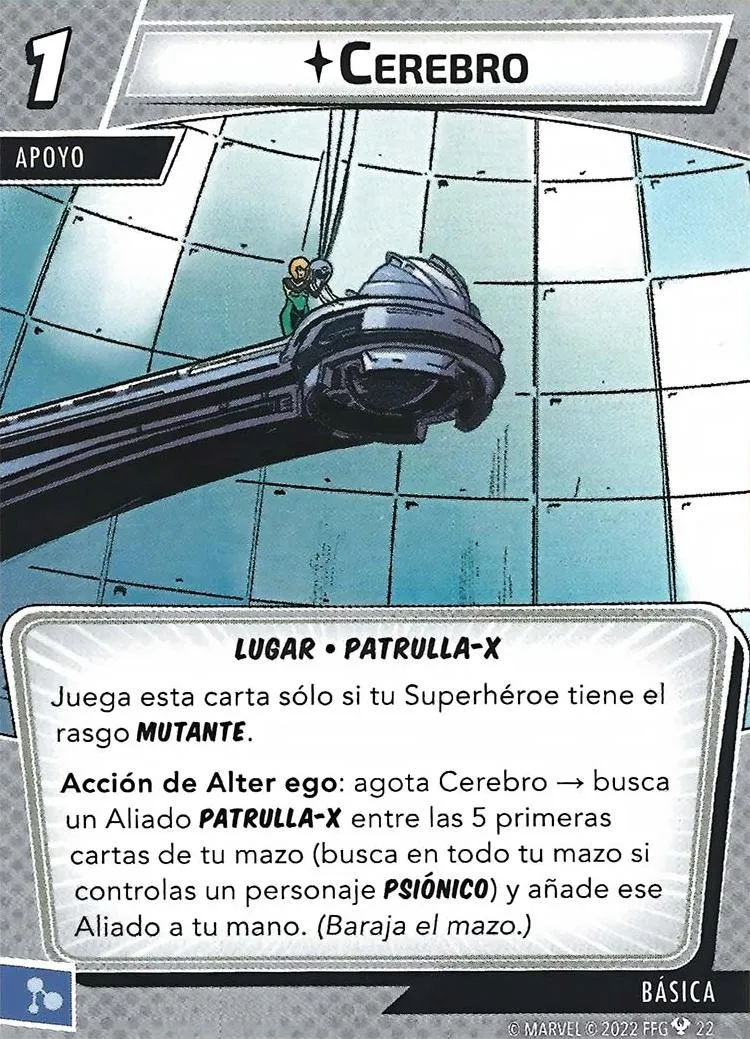 1
CEREBRO
APOYO
LUGAR • PATRULLA-X
Juega esta carta sólo si tu Superhéroe tiene el
rasgo MUTANTE.
Acción de Alter ego: agota Cerebro → busca
un Aliado PATRULLA-X entre las 5 primeras
cartas de tu mazo (busca en todo tu mazo si
controlas un personaje PSIÓNICO) y añade ese
Aliado a tu mano. (Baraja el mazo.)
BÁSICA
© MARVEL © 2022 FFG 22